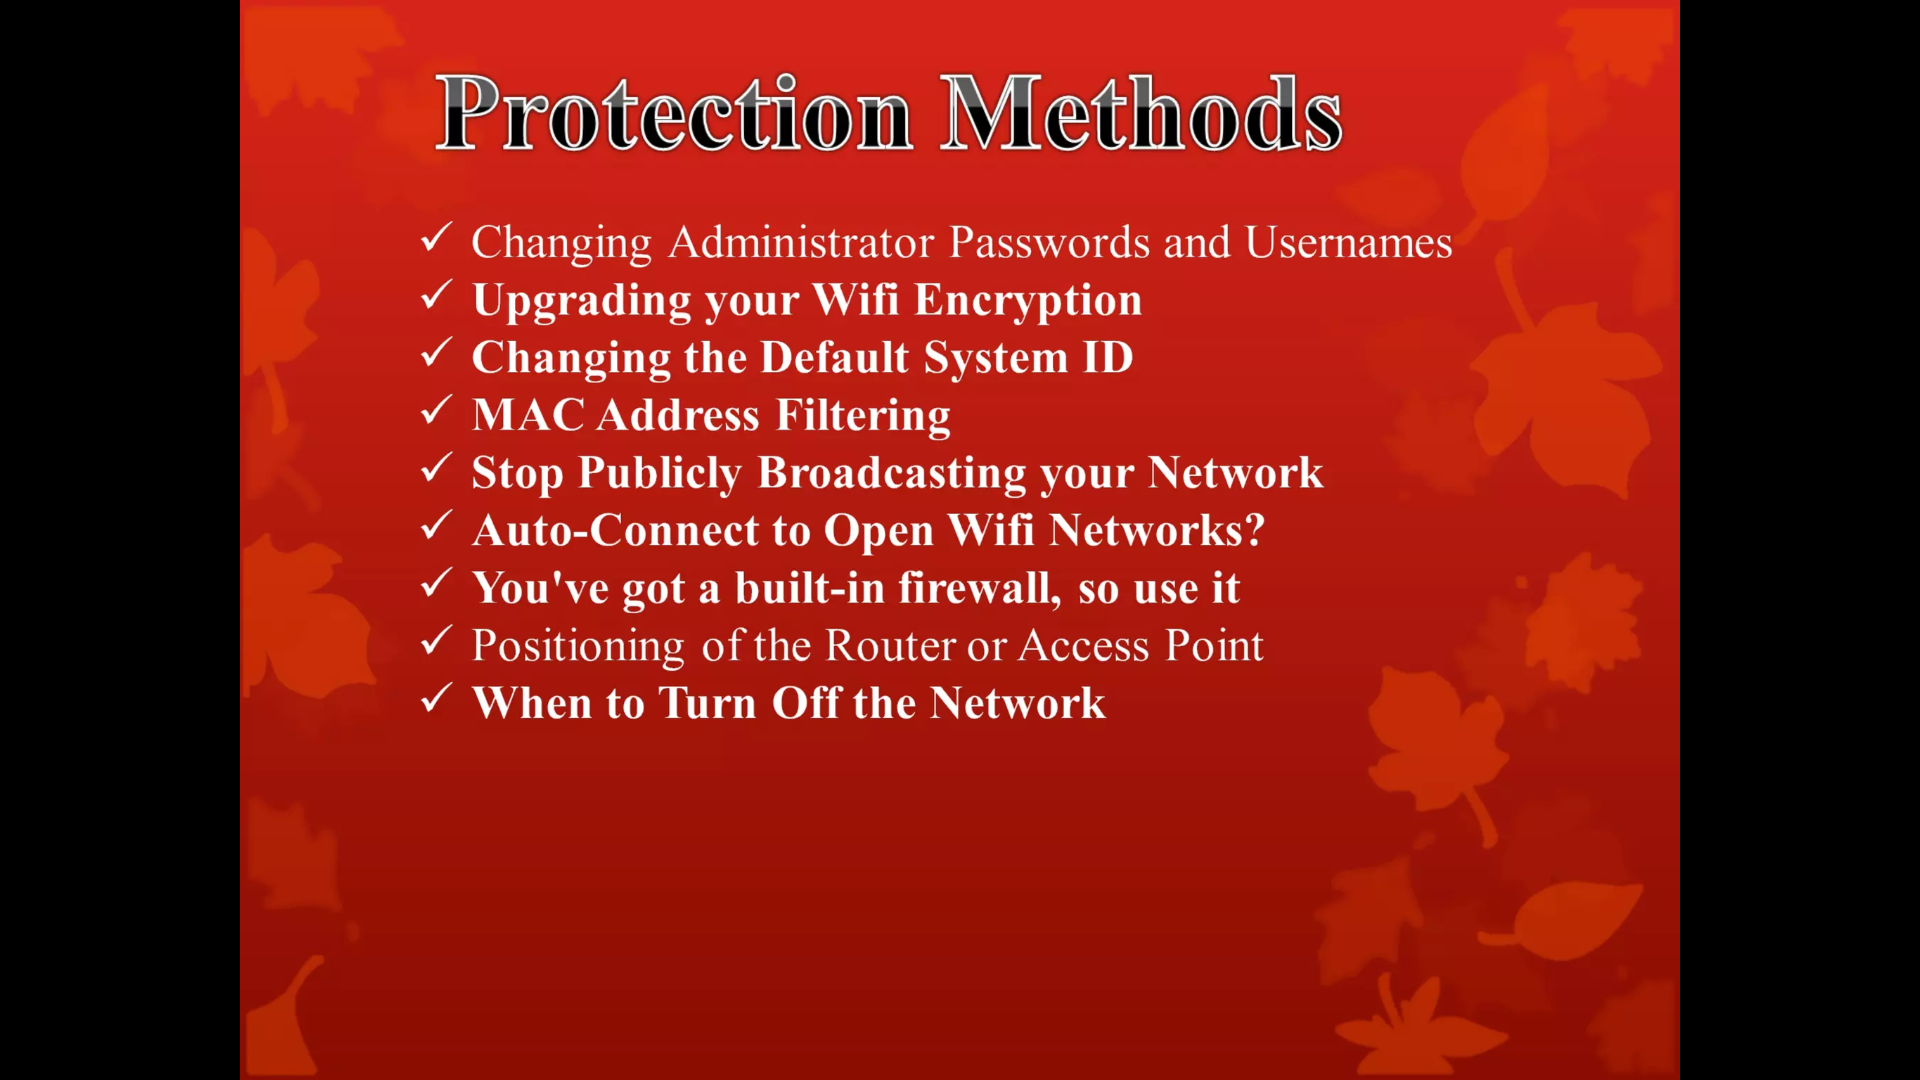 Protection Methods
✓ Changing Administrator Passwords and Usernames
✓ Upgrading your Wifi Encryption
✓ Changing the Default System ID
✓ MAC Address Filtering
✓ Stop Publicly Broadcasting your Network
✓ Auto-Connect to Open Wifi Networks?
✓ You've got a built-in firewall, so use it
✓ Positioning of the Router or Access Point
✓ When to Turn Off the Network